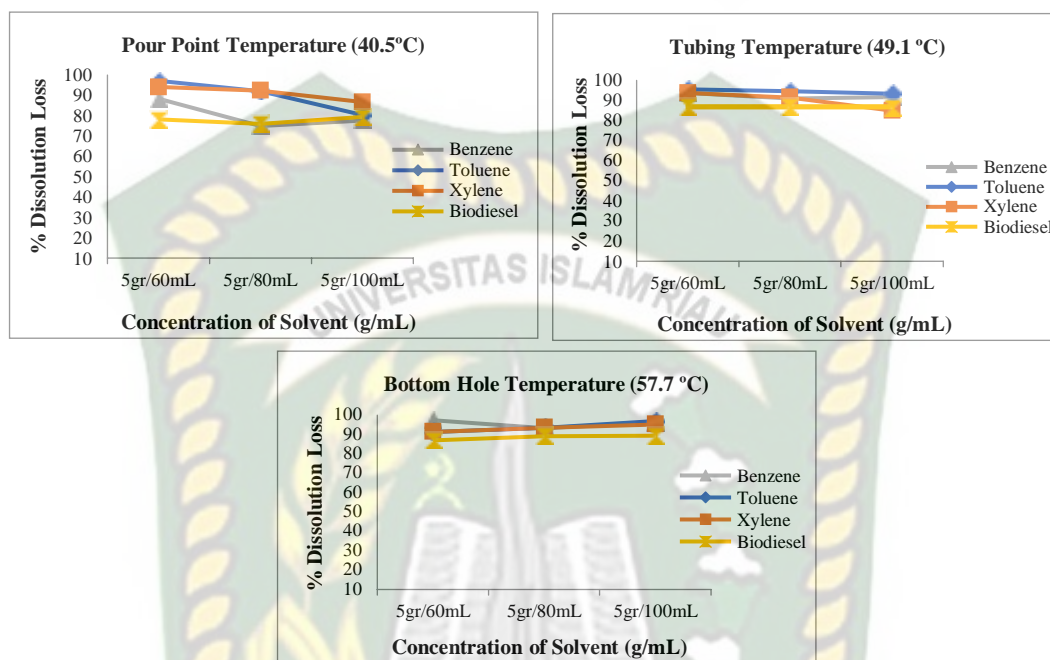 Pour Point Temperature (40.5ºC)
% Dissolution Loss
100
90
80
70
60
50
40
30
20
10
5gr/60mL 5gr/80mL 5gr/100mL
Concentration of Solvent (g/mL)
Benzene
Toluene
Xylene
Biodiesel
Tubing Temperature (49.1 ºC)
% Dissolution Loss
100
90
80
70
60
50
40
30
20
10
5gr/60mL 5gr/80mL 5gr/100mL
Concentration of Solvent (g/mL)
Benzene
Toluene
Xylene
Biodiesel
UNIVERSITAS ISLAM RIAU
Bottom Hole Temperature (57.7 ºC)
% Dissolution Loss
100
90
80
70
60
50
40
30
20
10
5gr/60mL 5gr/80mL 5gr/100mL
Concentration of Solvent (g/mL)
Benzene
Toluene
Xylene
Biodiesel